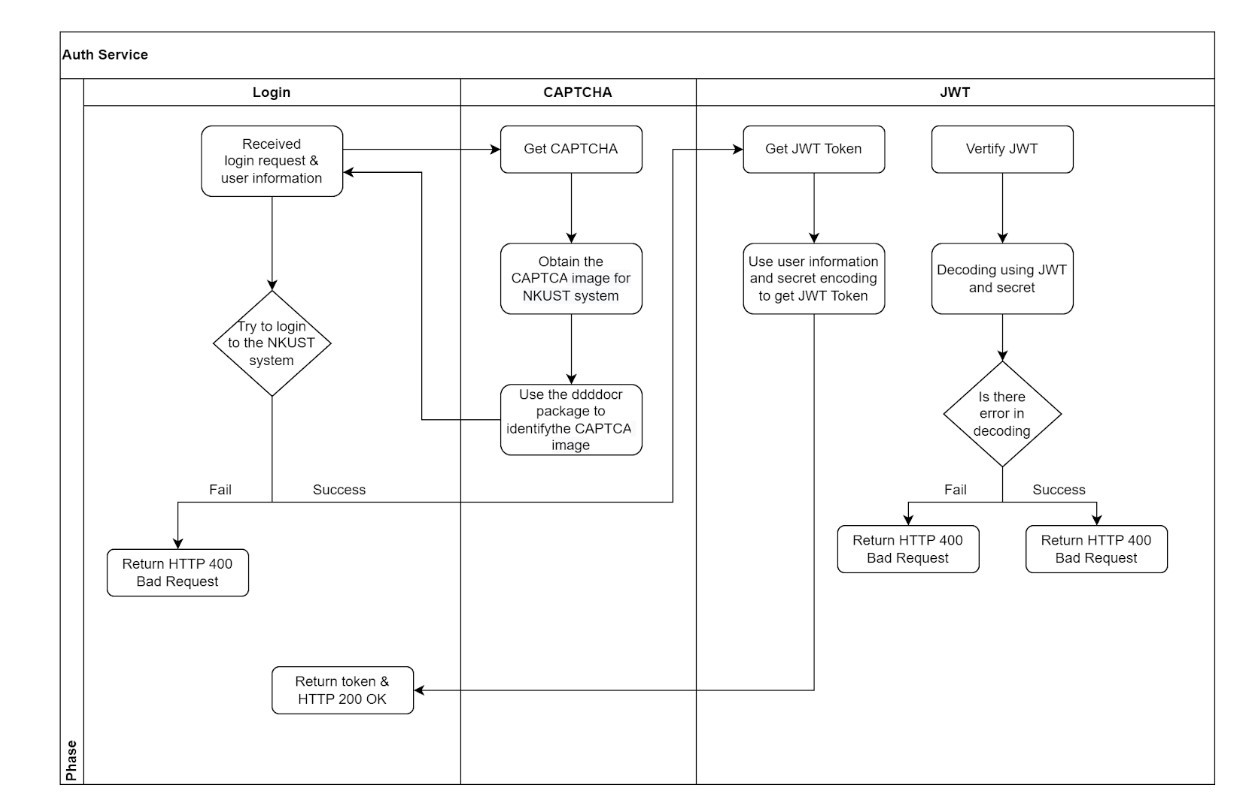 Auth Service
Login
CAPTCHA
JWT
Received
login request &
user information
Get CAPTCHA
Get JWT Token
Vertify JWT
Obtain the
CAPTCA image for
NKUST system
Use user information
and secret encoding
to get JWT Token
Decoding using JWT
and secret
Try to login
to the NKUST
system
Use the ddddocr
package to
identifythe CAPTCA
image
Is there
error in
decoding
Fail
Success
Fail
Success
Return HTTP 400
Bad Request
Return HTTP 400
Bad Request
Return HTTP 400
Bad Request
Return token &
HTTP 200 OK
Phase